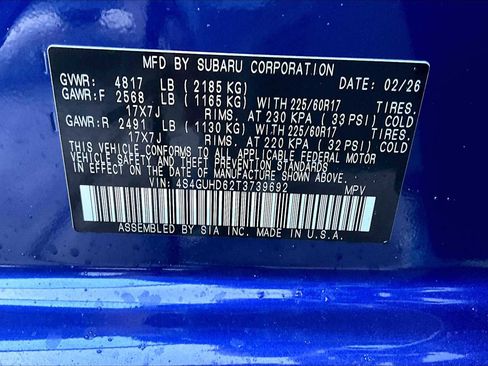 MFD BY SUBARU CORPORATION
GVWR: 4817 LB ( 2185 KG) DATE: 02/26
GAWR:F 2568 LB ( 1165 KG) WITH 225/60R17 TIRES,
17X7J RIMS, AT 230 KPA ( 33 PSI) COLD
GAWR:R 2491 LB ( 1130 KG) WITH 225/60R17 TIRES,
17X7J RIMS, AT 220 KPA ( 32 PSI) COLD
THIS VEHICLE CONFORMS TO ALL APPLICABLE FEDERAL MOTOR
VEHICLE SAFETY AND BUMPER STANDARDS
IN EFFECT ON THE DATE OF MANUFACTURE SHOWN ABOVE.
VIN: 4S4GUHD62T3739692 MPV
ASSEMBLED BY SIA INC. MADE IN U.S.A.